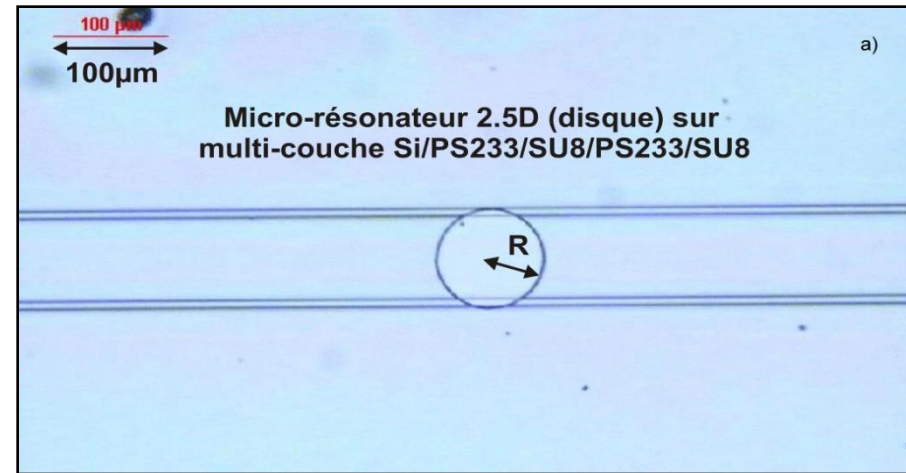 100 µm
a)
100µm
Micro-résonateur 2.5D (disque) sur
multi-couche Si/PS233/SU8/PS233/SU8
R